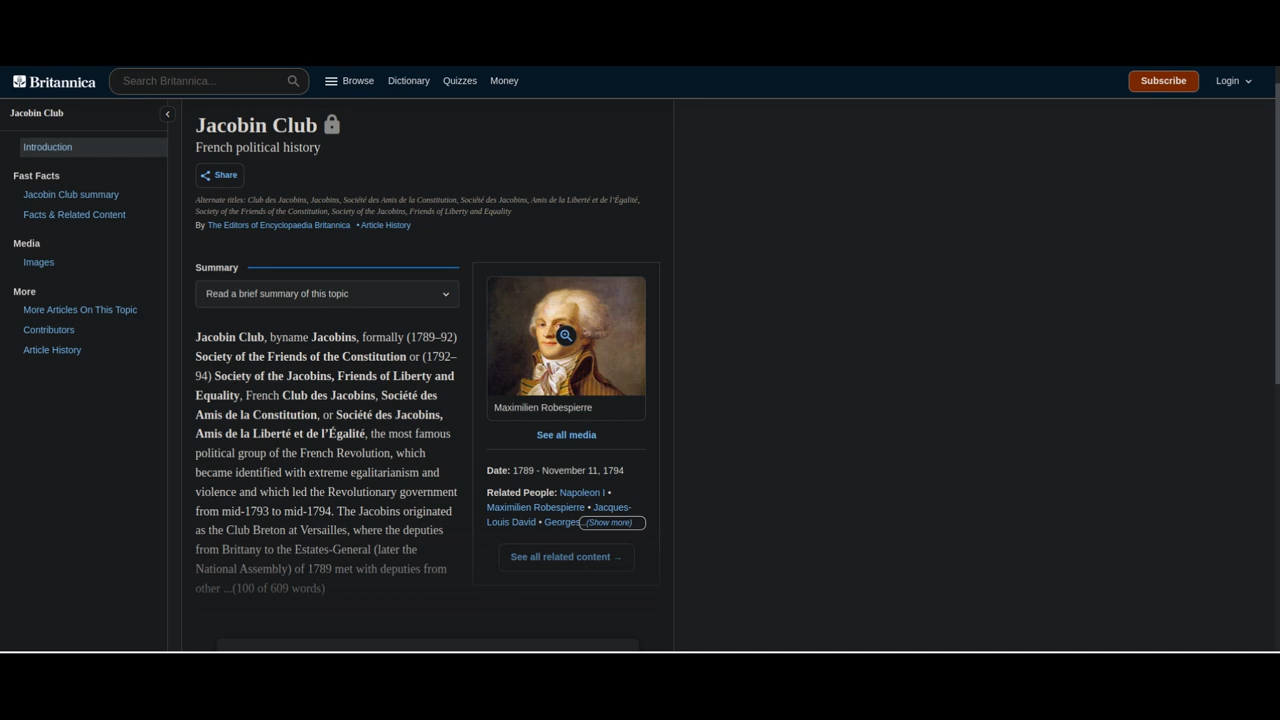 Britannica
Search Britannica...
Browse
Dictionary
Quizzes
Money
Subscribe
Login
Jacobin Club
Introduction
Fast Facts
Jacobin Club summary
Facts & Related Content
Media
Images
More
More Articles On This Topic
Contributors
Article History
Jacobin Club
French political history
Share
Alternate titles: Club des Jacobins, Jacobins, Société des Amis de la Constitution, Société des Jacobins, Amis de la Liberté et de l’Égalité,
Society of the Friends of the Constitution, Society of the Jacobins, Friends of Liberty and Equality
By The Editors of Encyclopaedia Britannica • Article History
Summary
Read a brief summary of this topic
Jacobin Club, byname Jacobins, formally (1789–92)
Society of the Friends of the Constitution or (1792–
94) Society of the Jacobins, Friends of Liberty and
Equality, French Club des Jacobins, Société des
Amis de la Constitution, or Société des Jacobins,
Amis de la Liberté et de l’Égalité, the most famous
political group of the French Revolution, which
became identified with extreme egalitarianism and
violence and which led the Revolutionary government
from mid-1793 to mid-1794. The Jacobins originated
as the Club Breton at Versailles, where the deputies
from Brittany to the Estates-General (later the
National Assembly) of 1789 met with deputies from
other ...(100 of 609 words)
Maximilien Robespierre
See all media
Date: 1789 - November 11, 1794
Related People: Napoleon I •
Maximilien Robespierre • Jacques-
Louis David • Georges...(Show more)
See all related content →